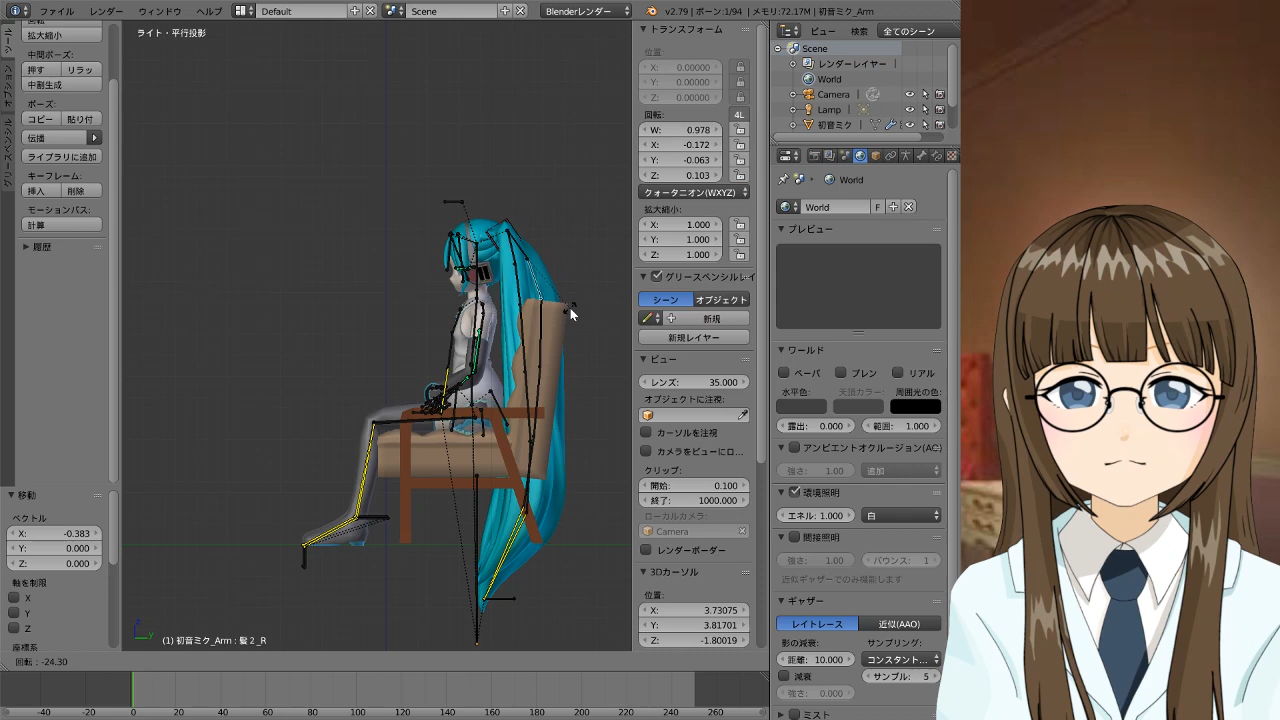 ファイル レンダー ウィンドウ ヘルプ Default Scene Blenderレンダー v2.79 | ボーン:1/94 | メモリ:72.17M | 初音ミク_Arm
ツール
オプション
グリースペンシル
回転
拡大縮小
中間ポーズ:
押す リラッ
中割生成
ポーズ:
コピー 貼り付
伝播
ライブラリに追加
キーフレーム:
挿入 削除
モーションパス:
計算
履歴
移動
ベクトル
X: -0.383
Y: 0.000
Z: 0.000
軸を制限
X
Y
Z
座標系
ライト・平行投影
z
y
(1) 初音ミク_Arm : 髪2_R
回転 : -24.30
-40 -20 0 20 40 60 80 100 120 140 160 180 200 220 240 260
トランスフォーム
位置:
X: 0.00000
Y: 0.00000
Z: 0.00000
回転: 4L
W: 0.978
X: -0.172
Y: -0.063
Z: 0.103
クォータニオン(WXYZ)
拡大縮小:
X: 1.000
Y: 1.000
Z: 1.000
グリースペンシルレイ
シーン オブジェクト
新規
新規レイヤー
ビュー
レンズ: 35.000
オブジェクトに注視:
カーソルを注視
カメラをビューにロ...
クリップ:
開始: 0.100
終了: 1000.000
ローカルカメラ:
Camera
レンダーボーダー
3Dカーソル
位置:
X: 3.73075
Y: 3.81701
Z: -1.80019
ビュー 検索 全てのシーン
Scene
レンダーレイヤー
World
Camera
Lamp
初音ミク
World
World F
プレビュー
ワールド
ペーパ ブレン リアル
水平色: 天頂カラー: 周囲光の色:
露出: 0.000 範囲: 1.000
アンビエントオクルージョン(AC)
強さ: 1.00 追加
環境照明
エネル: 1.000 白
間接照明
強さ: 1.00 バウンス: 1
近似ギャザーでのみ機能します
ギャザー
レイトレース 近似(AAO)
影の減衰: サンプリング:
距離: 10.000 コンスタント...
減衰 サンプル: 5
強さ: 0.000
ミスト